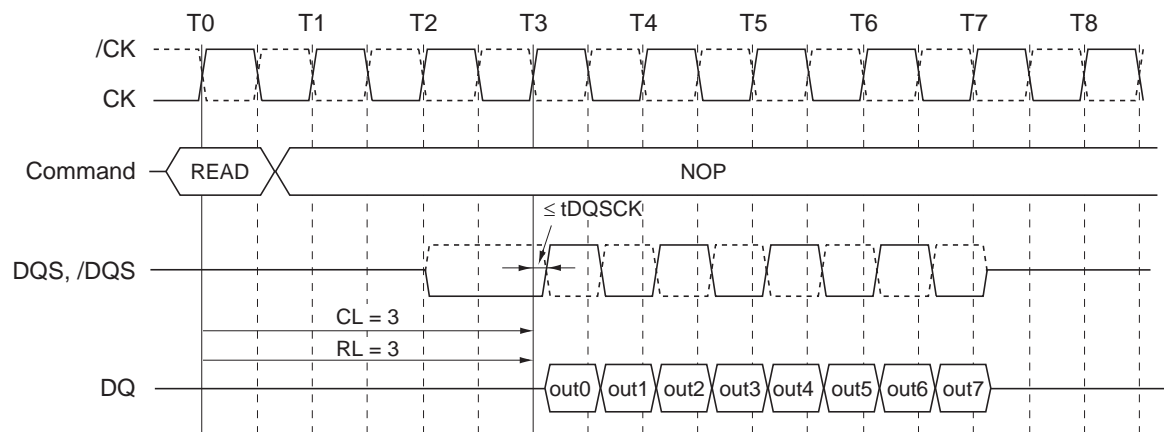 T0 T1 T2 T3 T4 T5 T6 T7 T8
/CK
CK
Command READ NOP
≤ tDQSCK
DQS, /DQS
CL = 3
RL = 3
DQ out0 out1 out2 out3 out4 out5 out6 out7